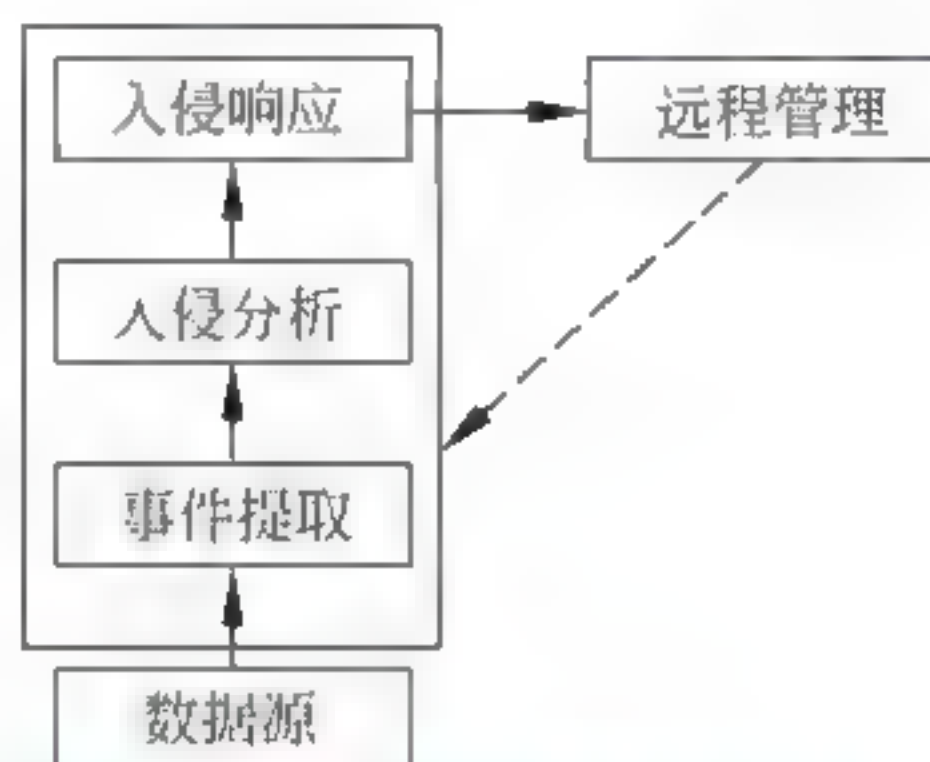 入侵响应
远程管理
入侵分析
事件提取
数据源